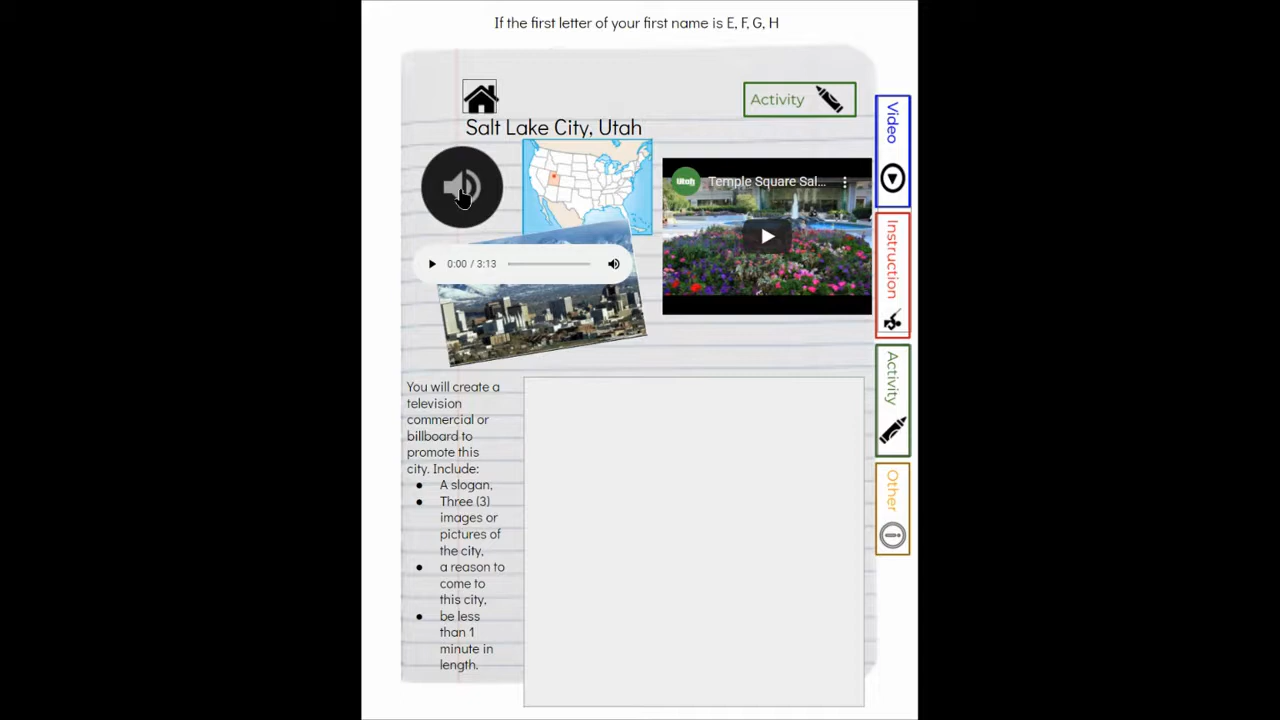 If the first letter of your first name is E, F, G, H
Activity
Salt Lake City, Utah
Utah
Temple Square Sal...
0:00 / 3:13
Video
Instruction
Activity
Other
You will create a
television
commercial or
billboard to
promote this
city. Include:
● A slogan,
● Three (3)
images or
pictures of
the city,
● a reason to
come to
this city,
● be less
than 1
minute in
length.